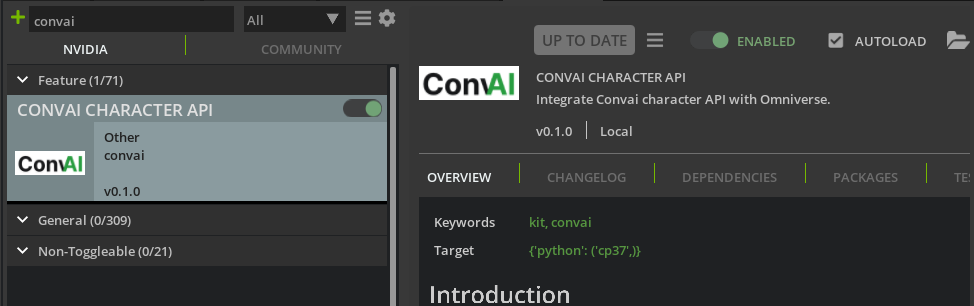 convai
All
NVIDIA
COMMUNITY
Feature (1/71)
CONVAI CHARACTER API
ConvAI
Other
convai
v0.1.0
General (0/309)
Non-Toggleable (0/21)
UP TO DATE
ENABLED
AUTOLOAD
ConvAI
CONVAI CHARACTER API
Integrate Convai character API with Omniverse.
v0.1.0 Local
OVERVIEW CHANGELOG DEPENDENCIES PACKAGES
Keywords kit, convai
Target {'python': ('cp37',)}
Introduction